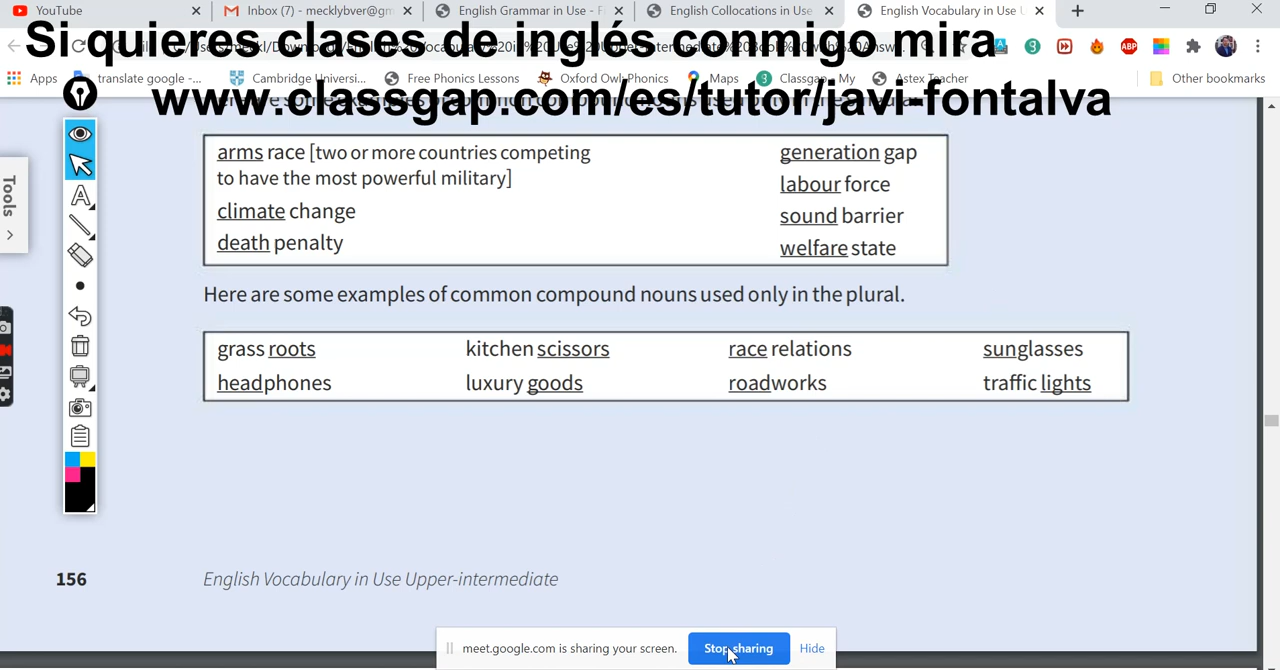 YouTube
Inbox (7) - mecklybver@gm
English Grammar in Use - Fi
English Collocations in Use
English Vocabulary in Use U
Si quieres clases de inglés conmigo mira
Apps
translate google -...
Cambridge Universi...
Free Phonics Lessons
Oxford Owl Phonics
Maps
Classgap - My
Astex Teacher
Other bookmarks
www.classgap.com/es/tutor/javi-fontalva
Tools
arms race [two or more countries competing
to have the most powerful military]
climate change
death penalty
generation gap
labour force
sound barrier
welfare state
Here are some examples of common compound nouns used only in the plural.
grass roots kitchen scissors race relations sunglasses
headphones luxury goods roadworks traffic lights
156 English Vocabulary in Use Upper-intermediate
meet.google.com is sharing your screen. Stop sharing Hide